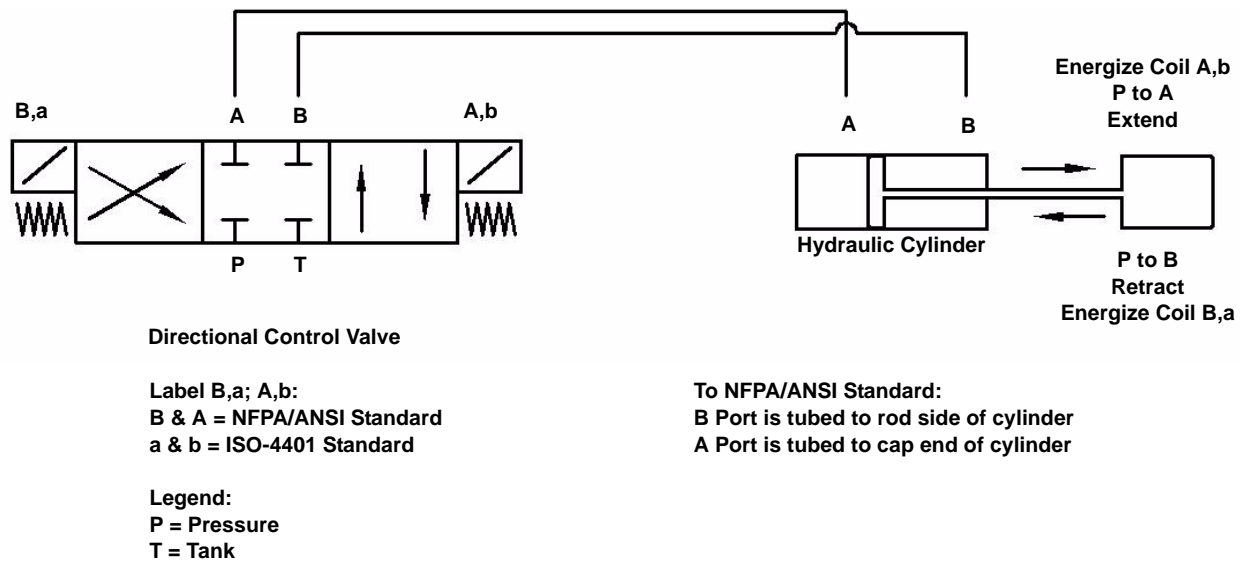 B,a
A
B
A,b
P
T
A
B
Energize Coil A,b
P to A
Extend
Hydraulic Cylinder
P to B
Retract
Energize Coil B,a
Directional Control Valve
Label B,a; A,b:
B & A = NFPA/ANSI Standard
a & b = ISO-4401 Standard
Legend:
P = Pressure
T = Tank
To NFPA/ANSI Standard:
B Port is tubed to rod side of cylinder
A Port is tubed to cap end of cylinder